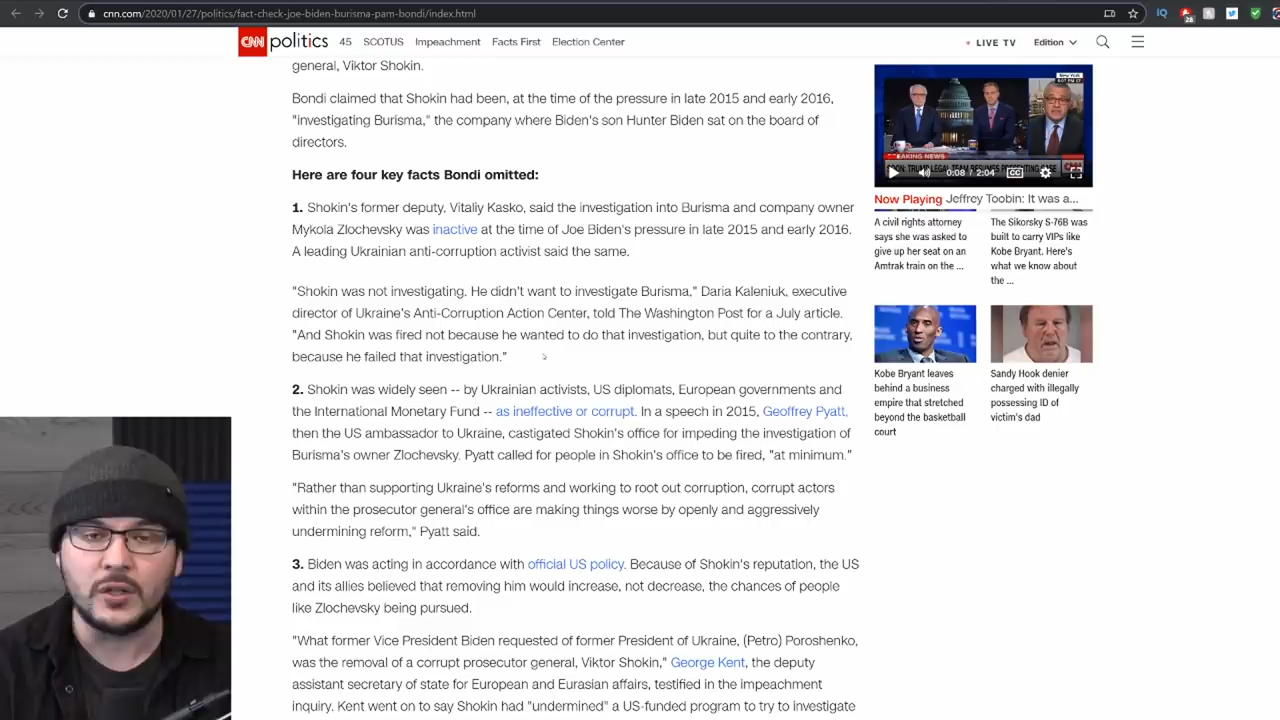 cnn.com/2020/01/27/politics/fact-check-joe-biden-burisma-pam-bondi/index.html
CNN politics 45 SCOTUS Impeachment Facts First Election Center LIVE TV Edition
general, Viktor Shokin.
Bondi claimed that Shokin had been, at the time of the pressure in late 2015 and early 2016,
"investigating Burisma," the company where Biden's son Hunter Biden sat on the board of
directors.
Here are four key facts Bondi omitted:
1. Shokin's former deputy, Vitaliy Kasko, said the investigation into Burisma and company owner
Mykola Zlochevsky was inactive at the time of Joe Biden's pressure in late 2015 and early 2016.
A leading Ukrainian anti-corruption activist said the same.
"Shokin was not investigating. He didn't want to investigate Burisma," Daria Kaleniuk, executive
director of Ukraine's Anti-Corruption Action Center, told The Washington Post for a July article.
"And Shokin was fired not because he wanted to do that investigation, but quite to the contrary,
because he failed that investigation."
2. Shokin was widely seen -- by Ukrainian activists, US diplomats, European governments and
the International Monetary Fund -- as ineffective or corrupt. In a speech in 2015, Geoffrey Pyatt,
then the US ambassador to Ukraine, castigated Shokin's office for impeding the investigation of
Burisma's owner Zlochevsky. Pyatt called for people in Shokin's office to be fired, "at minimum."
"Rather than supporting Ukraine's reforms and working to root out corruption, corrupt actors
within the prosecutor general's office are making things worse by openly and aggressively
undermining reform," Pyatt said.
3. Biden was acting in accordance with official US policy. Because of Shokin's reputation, the US
and its allies believed that removing him would increase, not decrease, the chances of people
like Zlochevsky being pursued.
"What former Vice President Biden requested of former President of Ukraine, (Petro) Poroshenko,
was the removal of a corrupt prosecutor general, Viktor Shokin," George Kent, the deputy
assistant secretary of state for European and Eurasian affairs, testified in the impeachment
inquiry. Kent went on to say Shokin had "undermined" a US-funded program to try to investigate
New York
BREAKING NEWS
TRUMP LEGAL TEAM RESUMES PRESENTING CASE
CNN
0:08 / 2:04 CC
Now Playing Jeffrey Toobin: It was a...
A civil rights attorney
says she was asked to
give up her seat on an
Amtrak train on the ...
The Sikorsky S-76B was
built to carry VIPs like
Kobe Bryant. Here's
what we know about
the ...
Kobe Bryant leaves
behind a business
empire that stretched
beyond the basketball
court
Sandy Hook denier
charged with illegally
possessing ID of
victim's dad